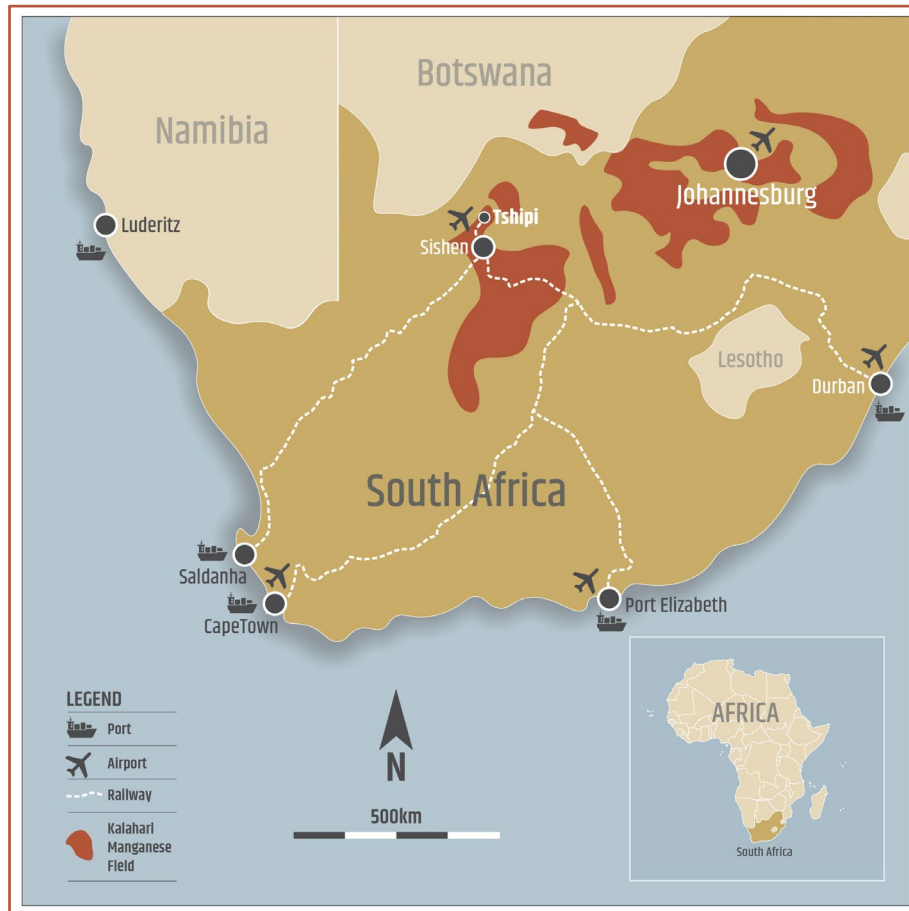 Botswana
Namibia
Johannesburg
Luderitz
Tshipi
Sishen
Lesotho
Durban
South Africa
Saldanha
CapeTown
Port Elizabeth
LEGEND
Port
Airport
Railway
Kalahari
Manganese
Field
N
500km
AFRICA
South Africa